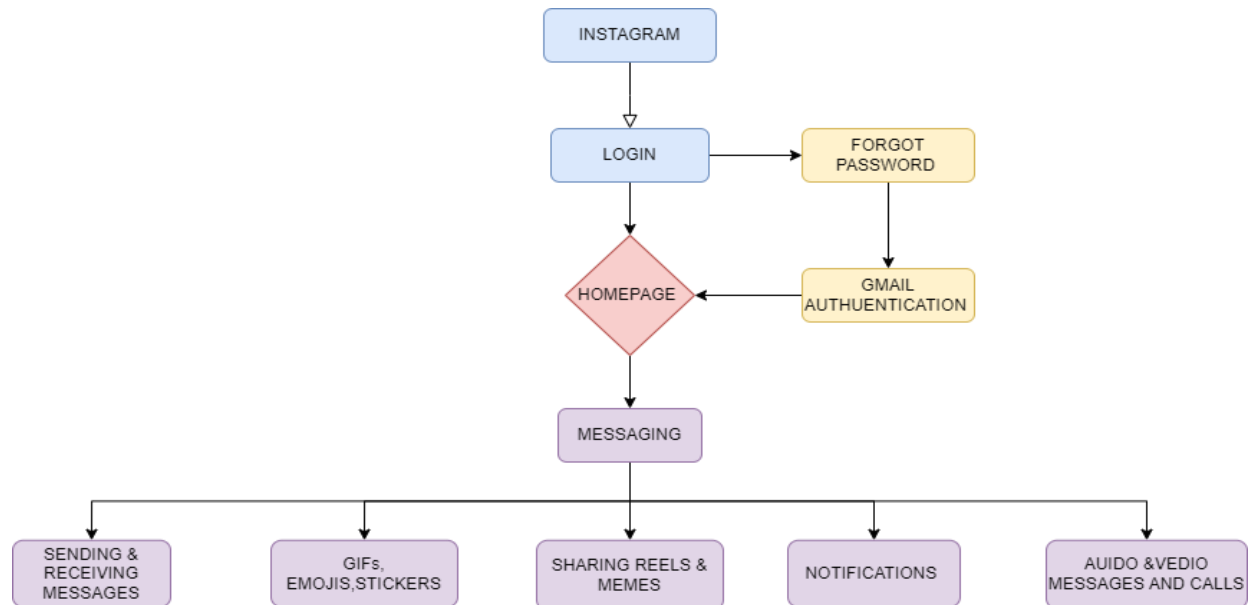 INSTAGRAM
LOGIN
FORGOT
PASSWORD
HOMEPAGE
GMAIL
AUTHUENTICATION
MESSAGING
SENDING &
RECEIVING
MESSAGES
GIFs,
EMOJIS,STICKERS
SHARING REELS &
MEMES
NOTIFICATIONS
AUIDO &VEDIO
MESSAGES AND CALLS